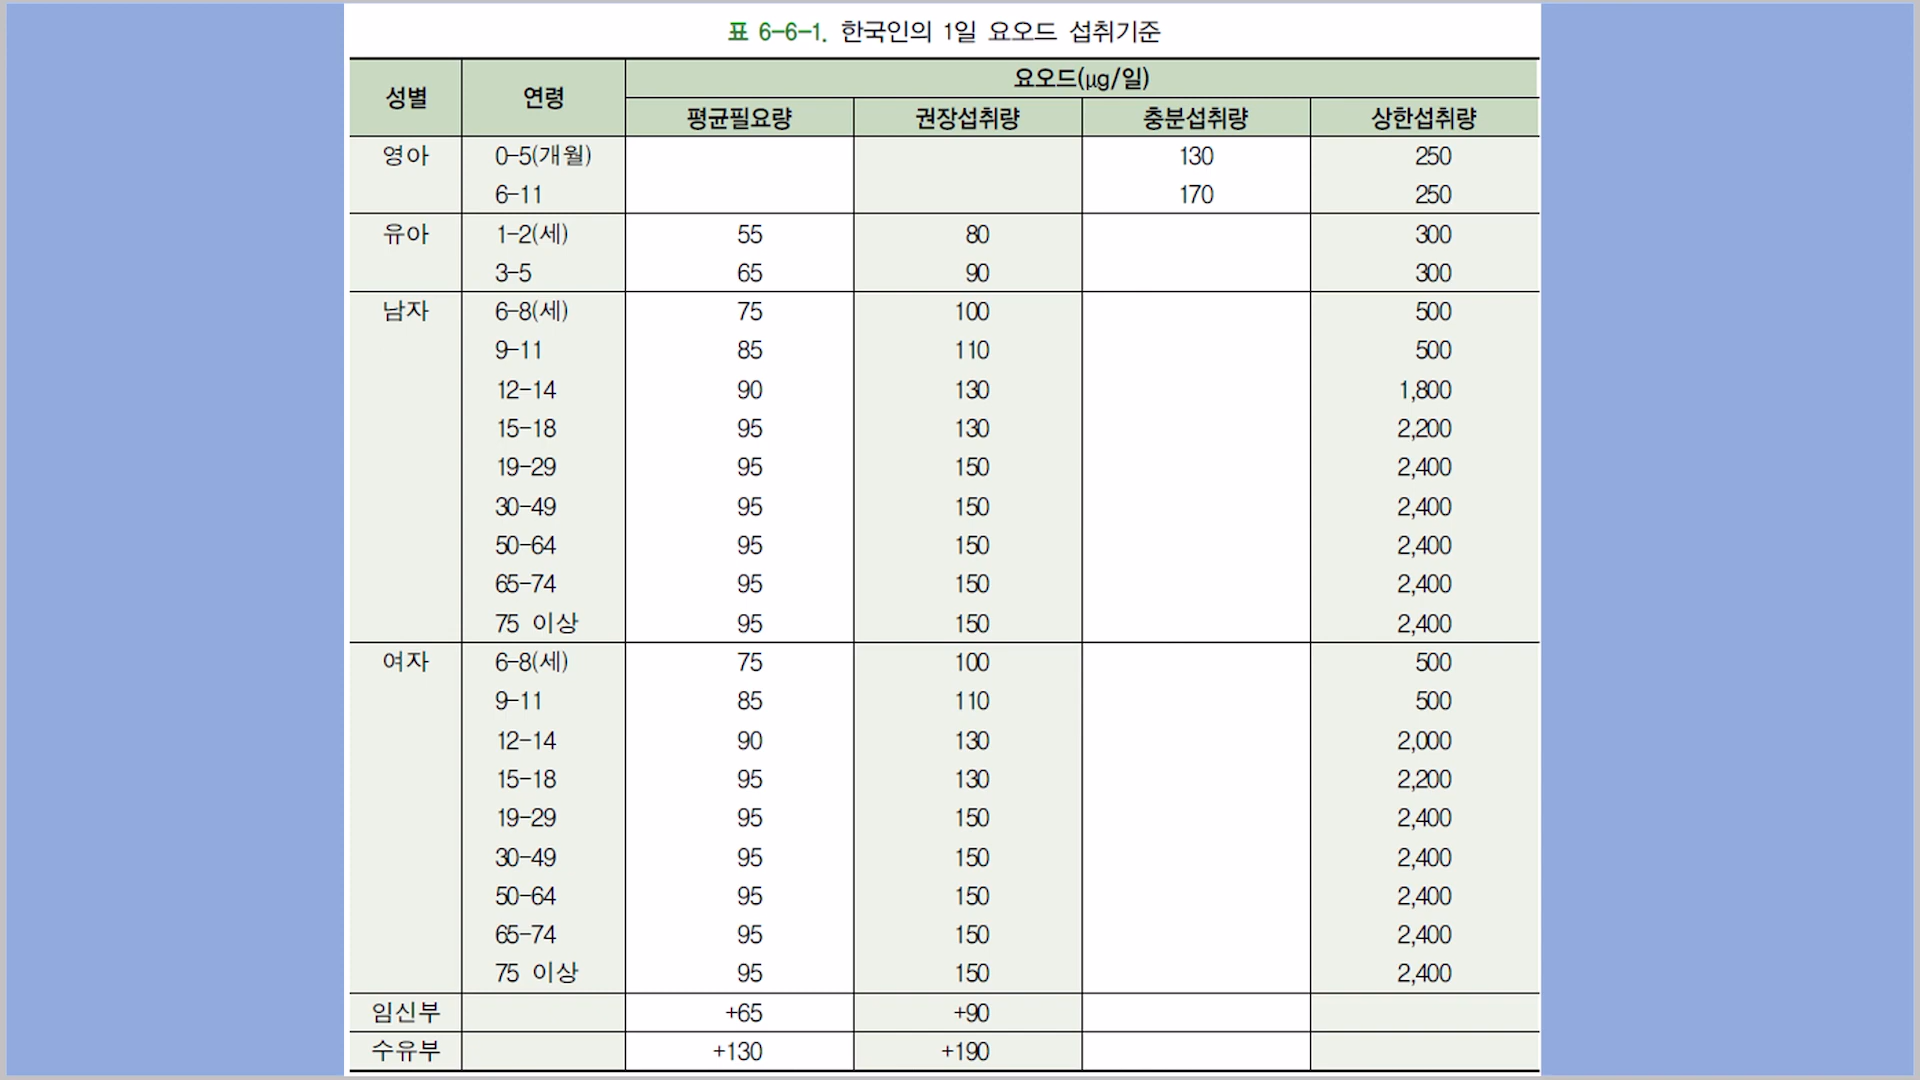 표 6-6-1. 한국인의 1일 요오드 섭취기준
성별 연령 요오드(μg/일)
평균필요량 권장섭취량 충분섭취량 상한섭취량
영아 0-5(개월) 130 250
6-11 170 250
유아 1-2(세) 55 80 300
3-5 65 90 300
남자 6-8(세) 75 100 500
9-11 85 110 500
12-14 90 130 1,800
15-18 95 130 2,200
19-29 95 150 2,400
30-49 95 150 2,400
50-64 95 150 2,400
65-74 95 150 2,400
75 이상 95 150 2,400
여자 6-8(세) 75 100 500
9-11 85 110 500
12-14 90 130 2,000
15-18 95 130 2,200
19-29 95 150 2,400
30-49 95 150 2,400
50-64 95 150 2,400
65-74 95 150 2,400
75 이상 95 150 2,400
임신부 +65 +90
수유부 +130 +190